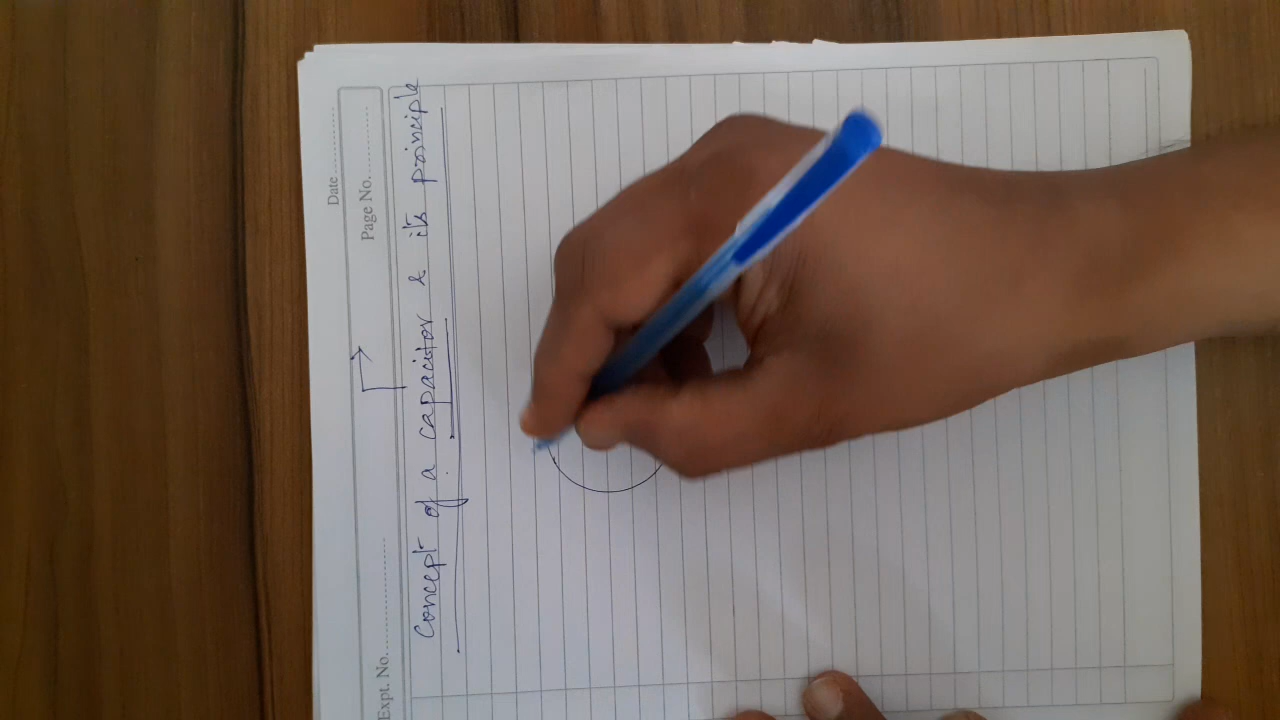 Date..............
Page No..............
Expt. No.....................
Concept of a capacitor & its principle